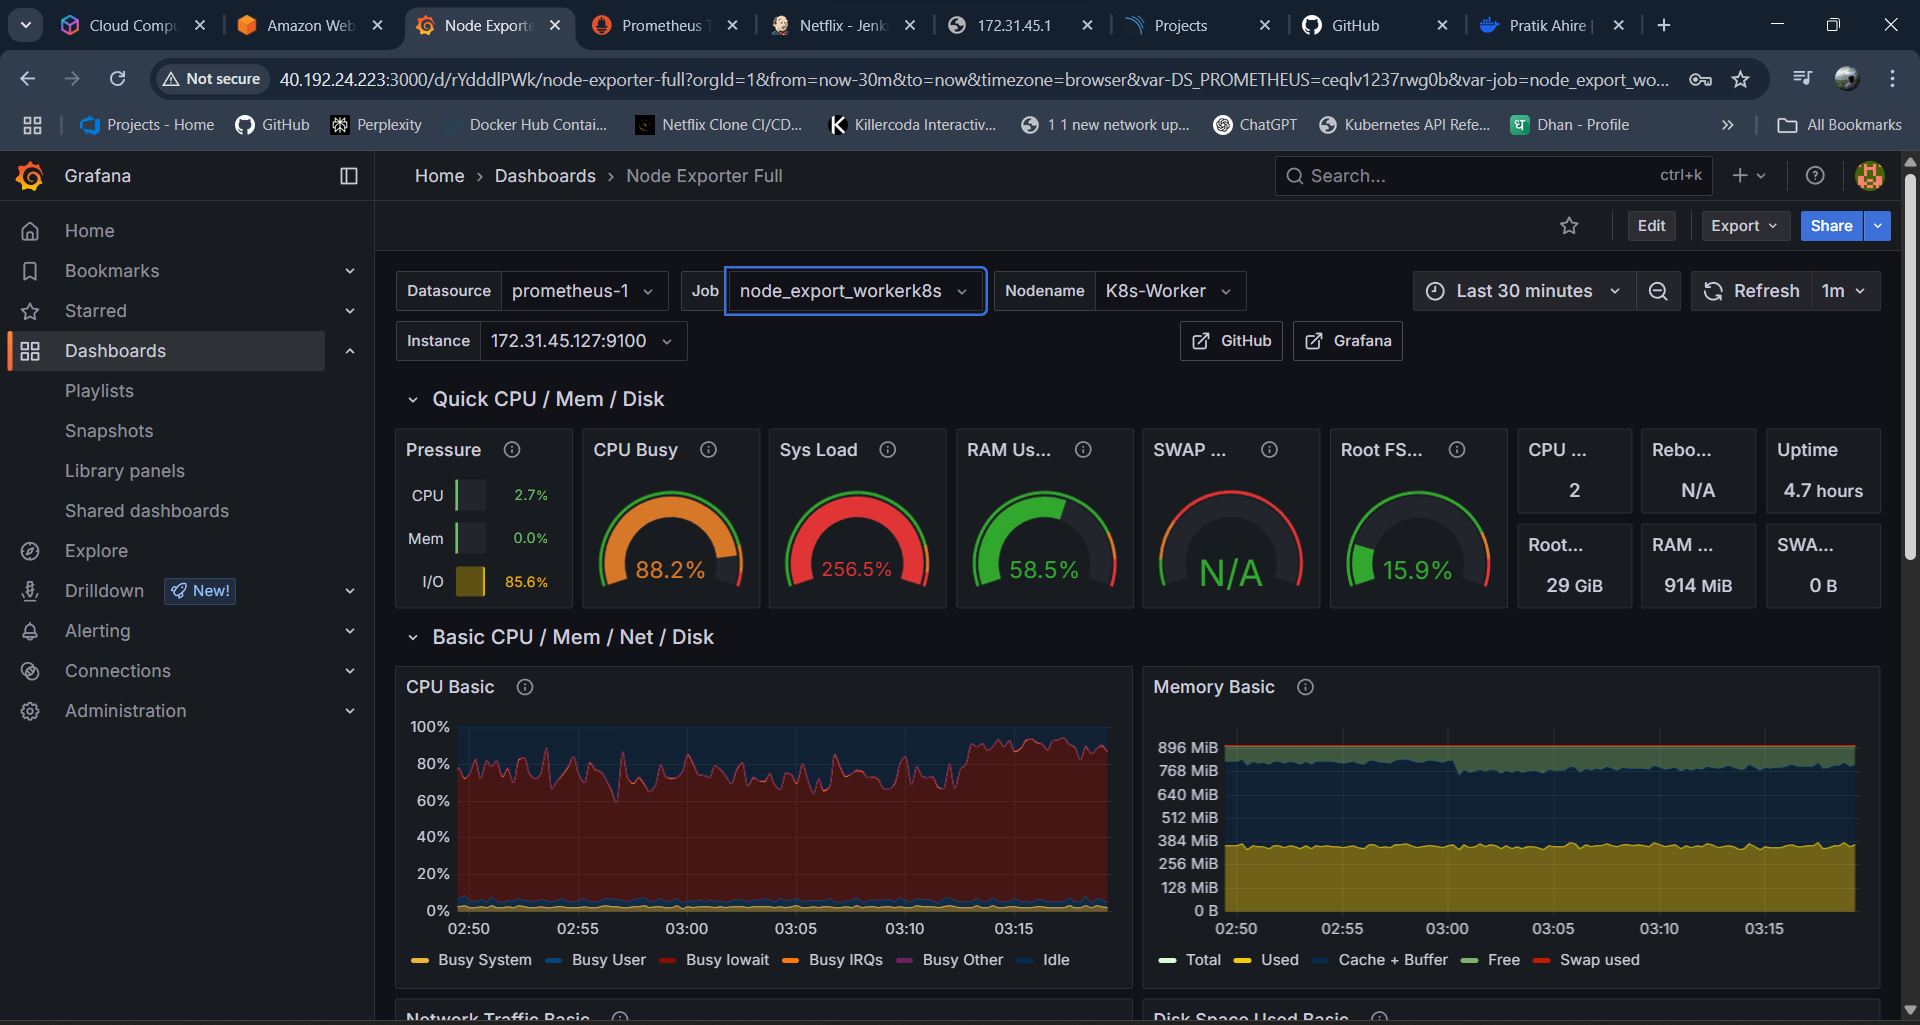 Cloud Compu
Amazon Web
Node Exporte
Prometheus T
Netflix - Jenk
172.31.45.1
Projects
GitHub
Pratik Ahire |
Not secure
40.192.24.223:3000/d/rYdddlPWk/node-exporter-full?orgId=1&from=now-30m&to=now&timezone=browser&var-DS_PROMETHEUS=ceqlv1237rwg0b&var-job=node_export_wo...
Projects - Home
GitHub
Perplexity
Docker Hub Contai...
Netflix Clone CI/CD...
Killercoda Interactiv...
1 1 new network up...
ChatGPT
Kubernetes API Refe...
Dhan - Profile
All Bookmarks
Grafana
Home › Dashboards › Node Exporter Full
Search...
ctrl+k
Home
Bookmarks
Starred
Dashboards
Playlists
Snapshots
Library panels
Shared dashboards
Explore
Drilldown
New!
Alerting
Connections
Administration
Edit
Export
Share
Datasource
prometheus-1
Job
node_export_workerk8s
Nodename
K8s-Worker
Last 30 minutes
Refresh
1m
Instance
172.31.45.127:9100
GitHub
Grafana
Quick CPU / Mem / Disk
Pressure
CPU 2.7%
Mem 0.0%
I/O 85.6%
CPU Busy
88.2%
Sys Load
256.5%
RAM Us...
58.5%
SWAP ...
N/A
Root FS...
15.9%
CPU ...
2
Rebo...
N/A
Uptime
4.7 hours
Root...
29 GiB
RAM ...
914 MiB
SWA...
0 B
Basic CPU / Mem / Net / Disk
CPU Basic
100%
80%
60%
40%
20%
0%
02:50 02:55 03:00 03:05 03:10 03:15
Busy System Busy User Busy Iowait Busy IRQs Busy Other Idle
Memory Basic
896 MiB
768 MiB
640 MiB
512 MiB
384 MiB
256 MiB
128 MiB
0 B
02:50 02:55 03:00 03:05 03:10 03:15
Total Used Cache + Buffer Free Swap used
Network Traffic Basic
Disk Space Used Basic